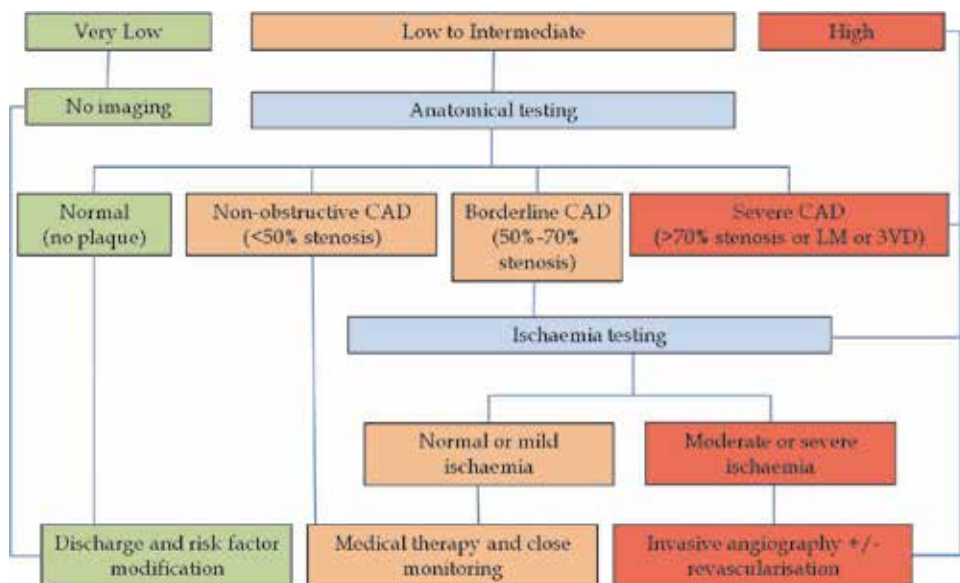 Very Low
Low to Intermediate
High
No imaging
Anatomical testing
Normal
(no plaque)
Non-obstructive CAD
(<50% stenosis)
Borderline CAD
(50%-70%
stenosis)
Severe CAD
(>70% stenosis or LM or 3VD)
Ischaemia testing
Normal or mild
ischaemia
Moderate or severe
ischaemia
Discharge and risk factor
modification
Medical therapy and close
monitoring
Invasive angiography +/-
revascularisation